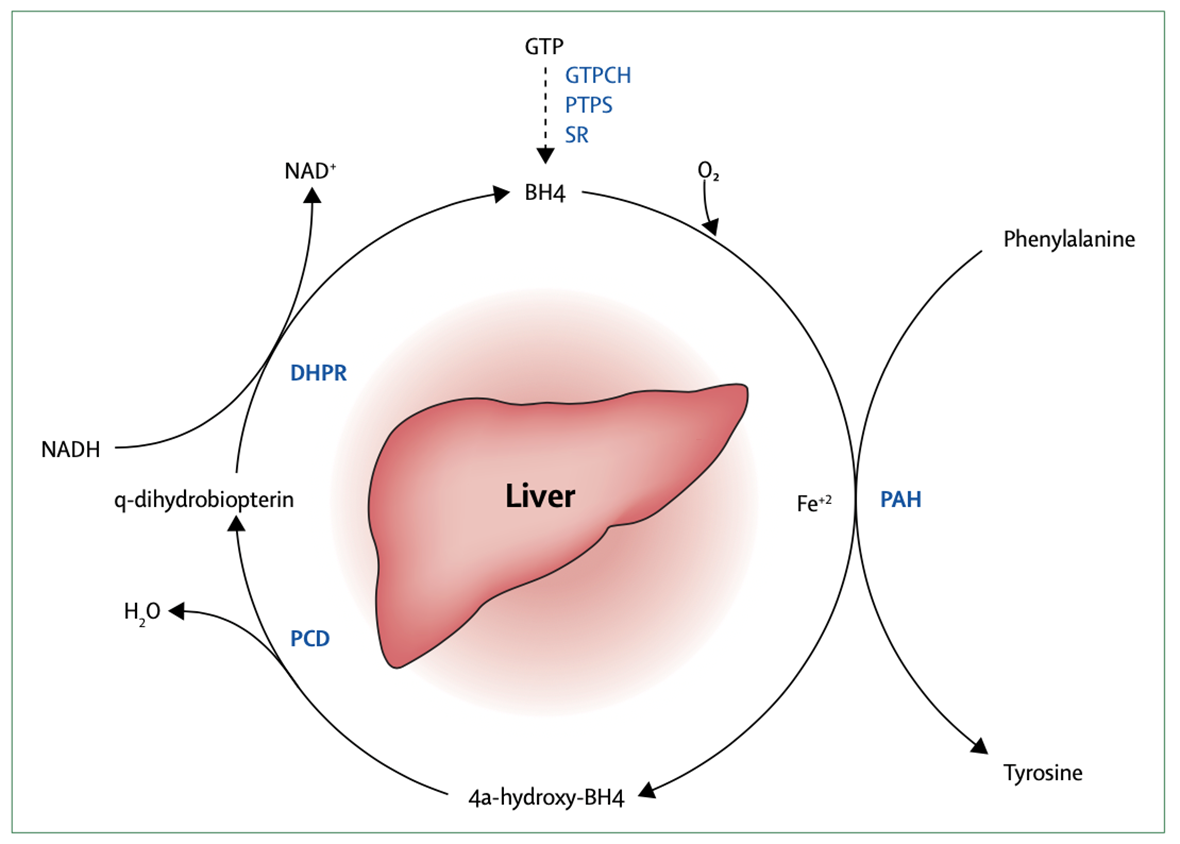 GTP
GTPCH
PTPS
SR
NAD⁺
BH4
O₂
Phenylalanine
DHPR
NADH
Liver
q-dihydrobiopterin
Fe⁺²
PAH
H₂O
PCD
Tyrosine
4a-hydroxy-BH4